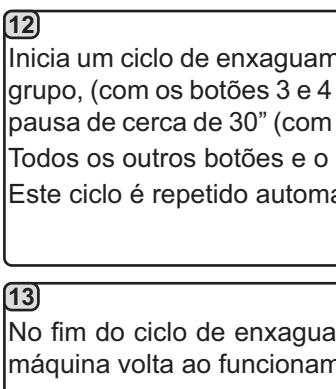 12
Inicia um ciclo de enxaguam
grupo, (com os botões 3 e 4
pausa de cerca de 30” (com
Todos os outros botões e o
Este ciclo é repetido automa
13
No fim do ciclo de enxagua
máquina volta ao funcionam